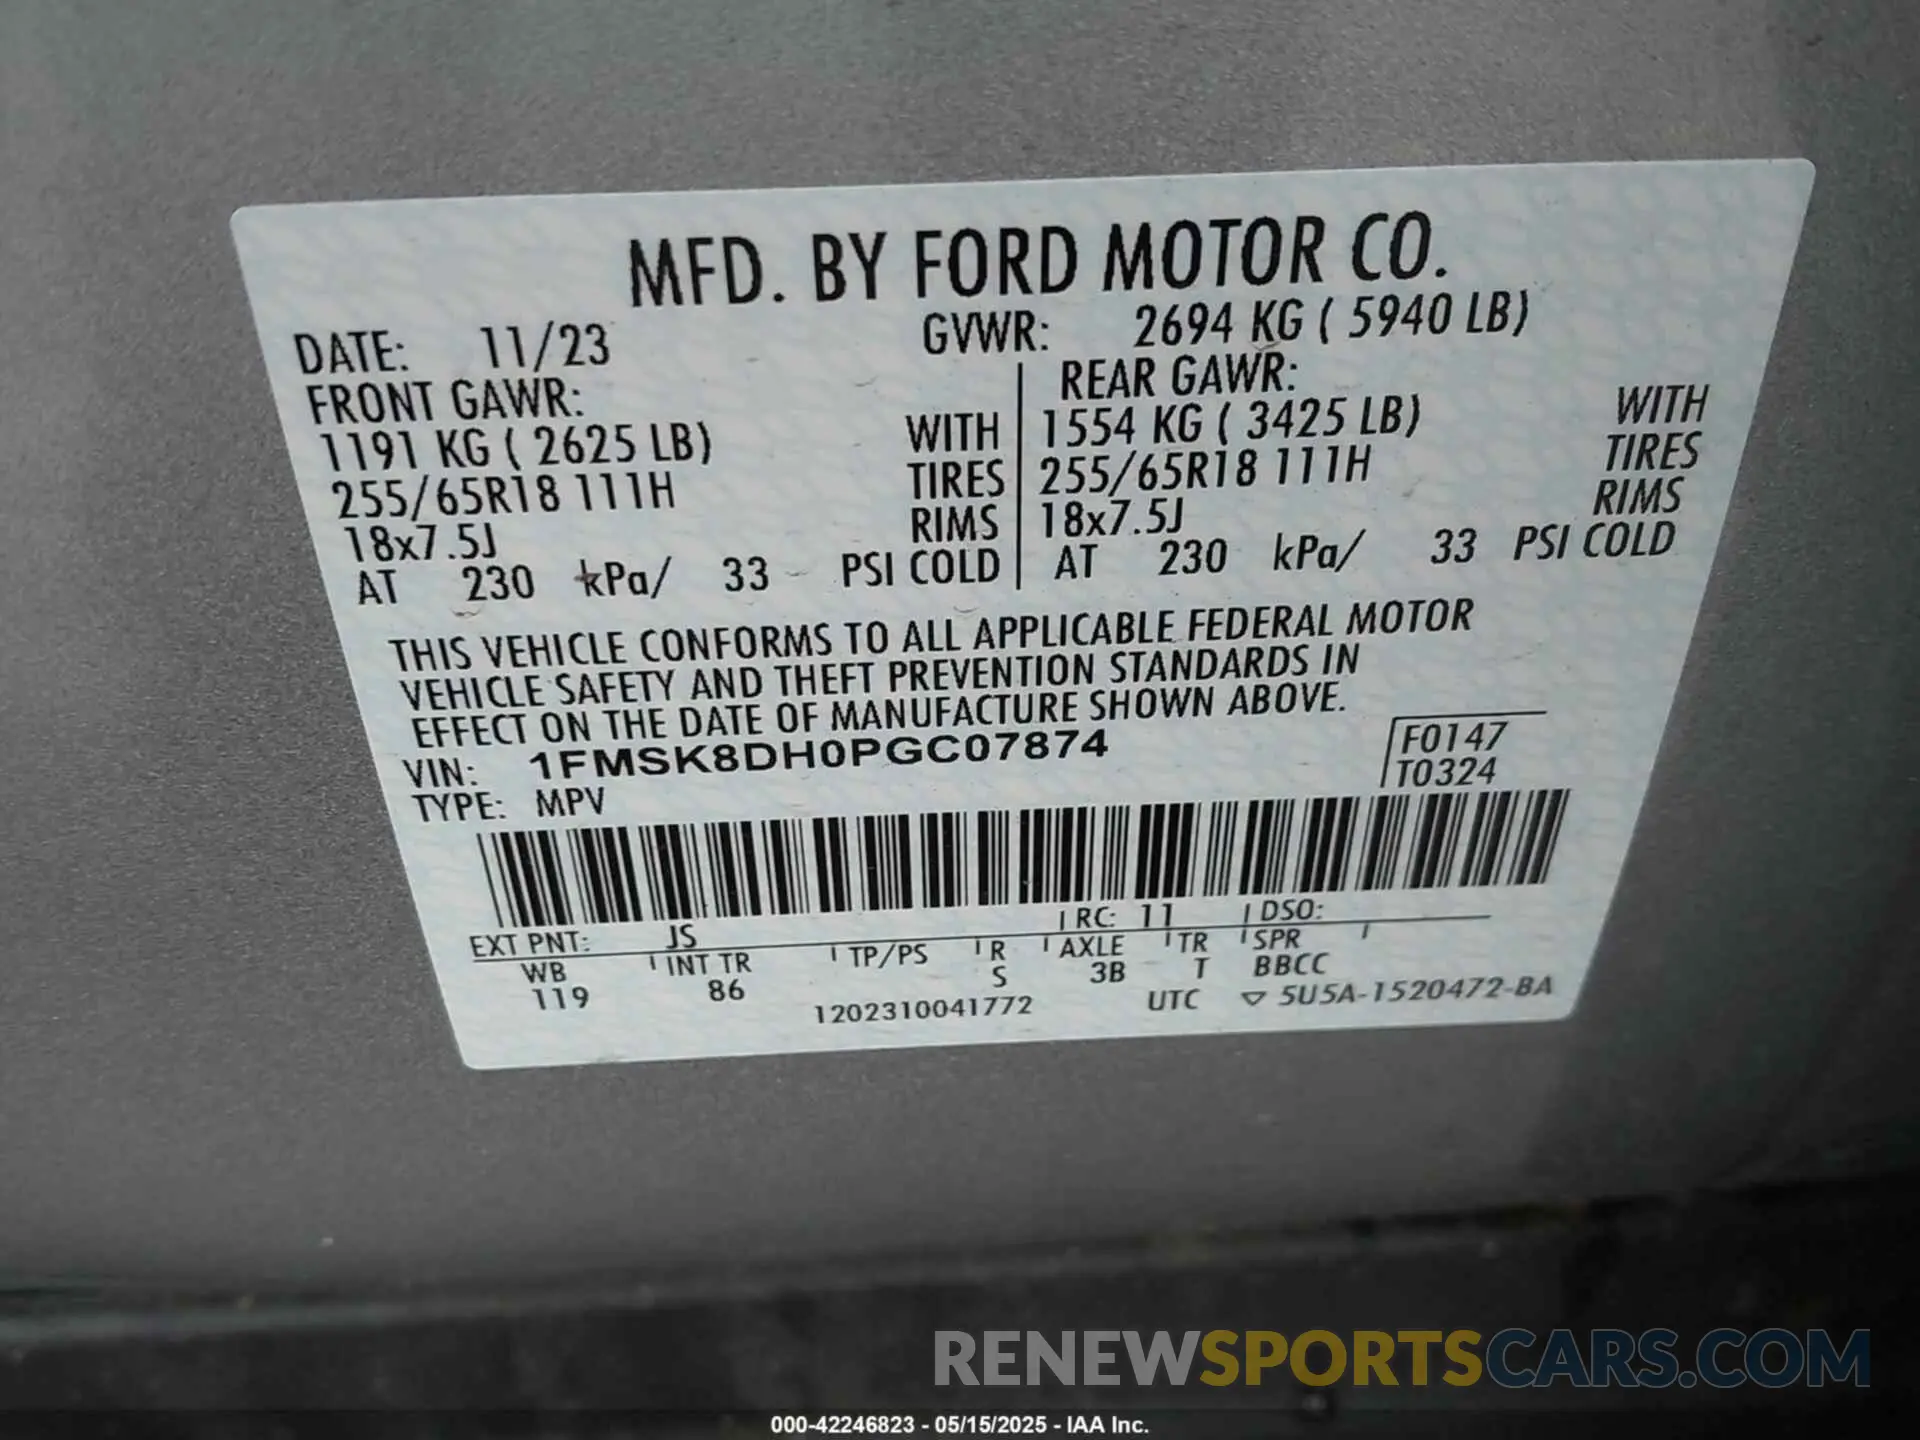 MFD. BY FORD MOTOR CO.
DATE: 11/23 GVWR: 2694 KG ( 5940 LB)
FRONT GAWR: REAR GAWR:
1191 KG ( 2625 LB) WITH 1554 KG ( 3425 LB) WITH
255/65R18 111H TIRES 255/65R18 111H TIRES
18x7.5J RIMS 18x7.5J RIMS
AT 230 kPa/ 33 PSI COLD AT 230 kPa/ 33 PSI COLD
THIS VEHICLE CONFORMS TO ALL APPLICABLE FEDERAL MOTOR
VEHICLE SAFETY AND THEFT PREVENTION STANDARDS IN
EFFECT ON THE DATE OF MANUFACTURE SHOWN ABOVE.
VIN: 1FMSK8DH0PGC07874 F0147
TYPE: MPV T0324
EXT PNT: JS RC: 11 DSO:
WB INT TR TP/PS R AXLE TR SPR
119 86 S 3B T BBCC
1202310041772 UTC ▽ 5U5A-1520472-BA
RENEWSPORTSCARS.COM
000-42246823 - 05/15/2025 - IAA Inc.